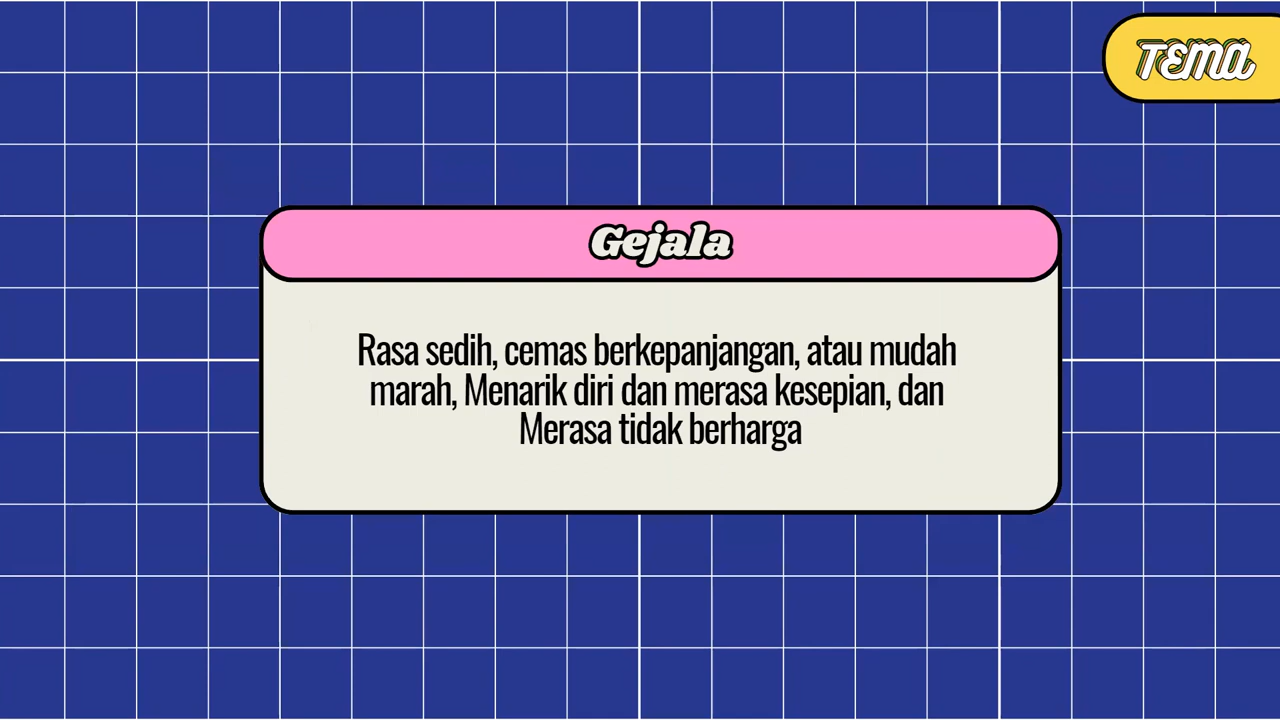 TEMA
Gejala
Rasa sedih, cemas berkepanjangan, atau mudah
marah, Menarik diri dan merasa kesepian, dan
Merasa tidak berharga